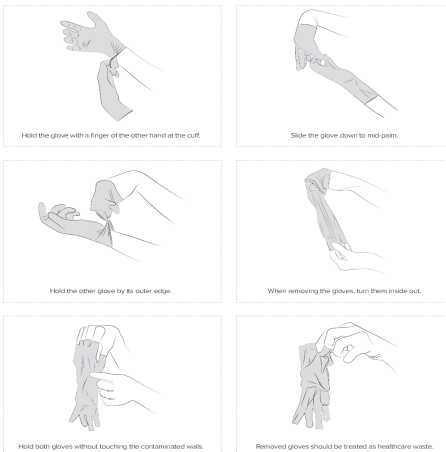 Hold the glove with a finger of the other hand at the cuff.
Slide the glove down to mid-palm.
Hold the other glove by its outer edge.
When removing the gloves, turn them inside out.
Hold both gloves without touching the contaminated walls.
Removed gloves should be treated as healthcare waste.